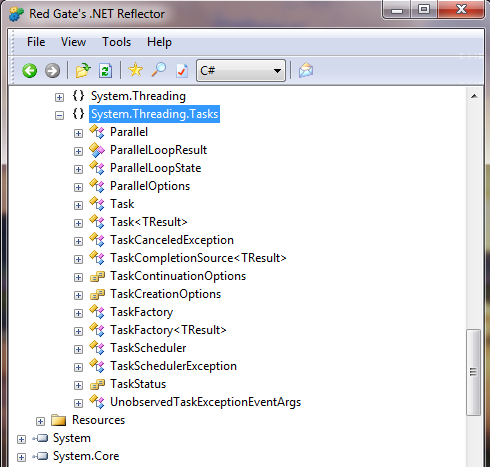 Red Gate's .NET Reflector
File View Tools Help
C#
{} System.Threading
{} System.Threading.Tasks
Parallel
ParallelLoopResult
ParallelLoopState
ParallelOptions
Task
Task<TResult>
TaskCanceledException
TaskCompletionSource<TResult>
TaskContinuationOptions
TaskCreationOptions
TaskFactory
TaskFactory<TResult>
TaskScheduler
TaskSchedulerException
TaskStatus
UnobservedTaskExceptionEventArgs
Resources
System
System.Core